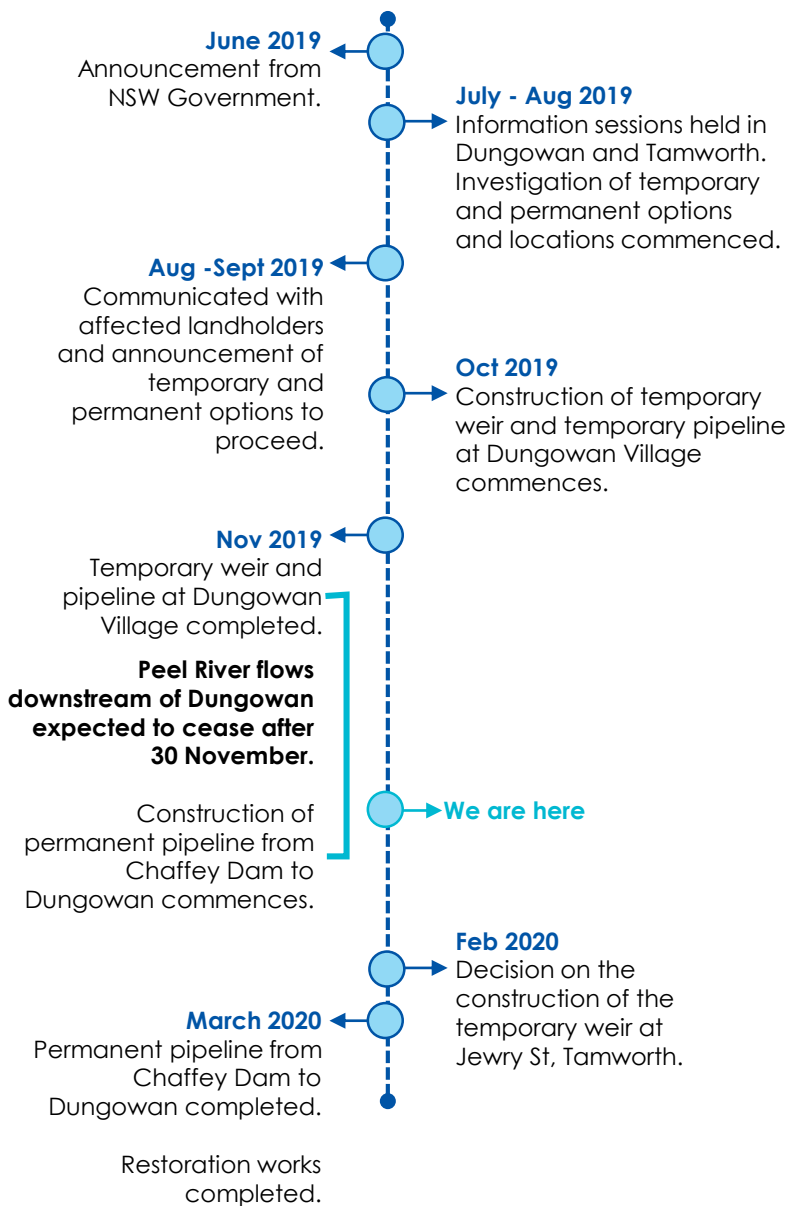 June 2019
Announcement from
NSW Government.
July - Aug 2019
Information sessions held in
Dungowan and Tamworth.
Investigation of temporary
and permanent options
and locations commenced.
Aug -Sept 2019
Communicated with
affected landholders
and announcement of
temporary and
permanent options to
proceed.
Oct 2019
Construction of temporary
weir and temporary pipeline
at Dungowan Village
commences.
Nov 2019
Temporary weir and
pipeline at Dungowan
Village completed.
Peel River flows
downstream of Dungowan
expected to cease after
30 November.
Construction of
permanent pipeline from
Chaffey Dam to
Dungowan commences.
We are here
Feb 2020
Decision on the
construction of the
temporary weir at
Jewry St, Tamworth.
March 2020
Permanent pipeline from
Chaffey Dam to
Dungowan completed.
Restoration works
completed.